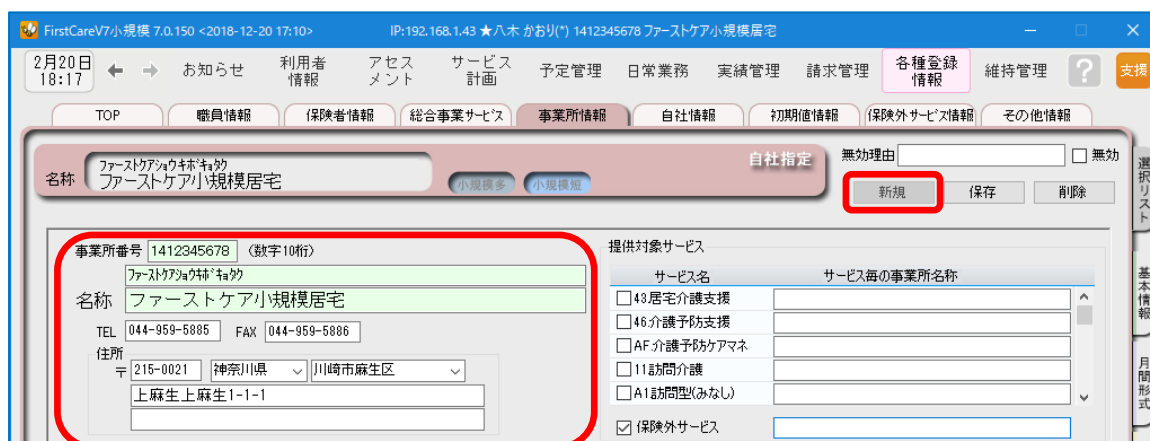 FirstCareV7小規模 7.0.150 <2018-12-20 17:10> IP:192.168.1.43 ★八木 かおり(*) 1412345678 ファーストケア小規模居宅
2月20日
18:17
お知らせ
利用者
情報
アセス
メント
サービス
計画
予定管理
日常業務
実績管理
請求管理
各種登録
情報
維持管理
?
支援
TOP 職員情報 保険者情報 総合事業サービス 事業所情報 自社情報 初期値情報 保険外サービス情報 その他情報
名称
ファーストケアショウキボキョタク
ファーストケア小規模居宅
小規模多 小規模短
自社指定
無効理由 無効
新規 保存 削除
選択リスト
基本情報
月間形式
事業所番号 1412345678 (数字10桁)
ファーストケアショウキボキョタク
名称 ファーストケア小規模居宅
TEL 044-959-5885 FAX 044-959-5886
住所
〒 215-0021 神奈川県 川崎市麻生区
上麻生上麻生1-1-1
提供対象サービス
サービス名 サービス毎の事業所名称
43.居宅介護支援
46.介護予防支援
AF.介護予防ケアマネ
11訪問介護
A1訪問型(みなし)
保険外サービス